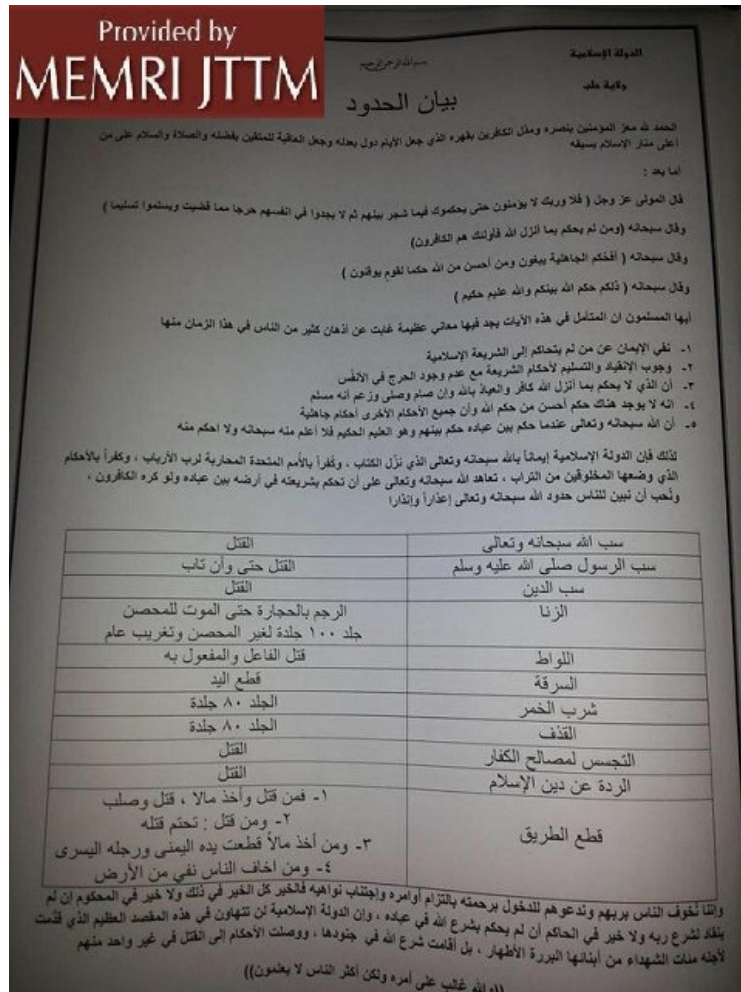 Provided by
MEMRI JTTM
الدولة الإسلامية
بسم الله الرحمن الرحيم
ولاية حلب
بيان الحدود
الحمد لله معز المؤمنين بنصره ومذل الكافرين بقهره الذي جعل الأيام دول بعدله وجعل العاقبة للمتقين بفضله والصلاة والسلام على من
أعلى منار الإسلام بسيفه
أما بعد :
قال المولى عز وجل ( فلا وربك لا يؤمنون حتى يحكموك فيما شجر بينهم ثم لا يجدوا في انفسهم حرجا مما قضيت ويسلموا تسليما )
وقال سبحانه (ومن لم يحكم بما أنزل الله فأولئك هم الكافرون)
وقال سبحانه ( أفحكم الجاهلية يبغون ومن أحسن من الله حكما لقوم يوقنون )
وقال سبحانه ( ذلكم حكم الله بينكم والله عليم حكيم )
أيها المسلمون ان المتأمل في هذه الآيات يجد فيها معاني عظيمة غابت عن أذهان كثير من الناس في هذا الزمان منها
١- نفي الإيمان عن من لم يتحاكم إلى الشريعة الإسلامية
٢- وجوب الإنقياد والتسليم لأحكام الشريعة مع عدم وجود الحرج في الأنفس
٣- أن الذي لا يحكم بما أنزل الله كافر والعياذ بالله وإن صام وصلى وزعم أنه مسلم
٤- انه لا يوجد هناك حكم أحسن من حكم الله وأن جميع الأحكام الأخرى أحكام جاهلية
٥- أن الله سبحانه وتعالى عندما حكم بين عباده حكم بينهم وهو العليم الحكيم فلا أعلم منه سبحانه ولا احكم منه
لذلك فإن الدولة الإسلامية إيماناً بالله سبحانه وتعالى الذي نزّل الكتاب ، وكفراً بالأمم المتحدة المحاربة لرب الأرباب ، وكفراً بالأحكام
الذي وضعها المخلوقين من التراب ، تعاهد الله سبحانه وتعالى على أن تحكم بشريعته في أرضه بين عباده ولو كره الكافرون ،
ونحب أن نبين للناس حدود الله سبحانه وتعالى إعذاراً وإنذارا
سب الله سبحانه وتعالى القتل
سب الرسول صلى الله عليه وسلم القتل حتى وأن تاب
سب الدين القتل
الزنا الرجم بالحجارة حتى الموت للمحصن
جلد ١٠٠ جلدة لغير المحصن وتغريب عام
اللواط قتل الفاعل والمفعول به
السرقة قطع اليد
شرب الخمر الجلد ٨٠ جلدة
القذف الجلد ٨٠ جلدة
التجسس لمصالح الكفار القتل
الردة عن دين الإسلام القتل
قطع الطريق
١- فمن قتل وأخذ مالا ، قتل وصلب
٢- ومن قتل : تحتم قتله
٣- ومن أخذ مالاً قطعت يده اليمنى ورجله اليسرى
٤- ومن اخاف الناس نفي من الأرض
وإننا نخوف الناس بربهم وندعوهم للدخول برحمته بإلتزام أوامره وإجتناب نواهيه فالخير كل الخير في ذلك ولا خير في المحكوم إن لم
ينقاد لشرع ربه ولا خير في الحاكم أن لم يحكم بشرع الله في عباده ، وإن الدولة الإسلامية لن تتهاون في هذه المقصد العظيم الذي قدّمت
لأجله مئات الشهداء من أبنائها البررة الأطهار ، بل أقامت شرع الله في جنودها ، ووصلت الأحكام إلى القتل في غير واحد منهم
((والله غالب على أمره ولكن أكثر الناس لا يعلمون))